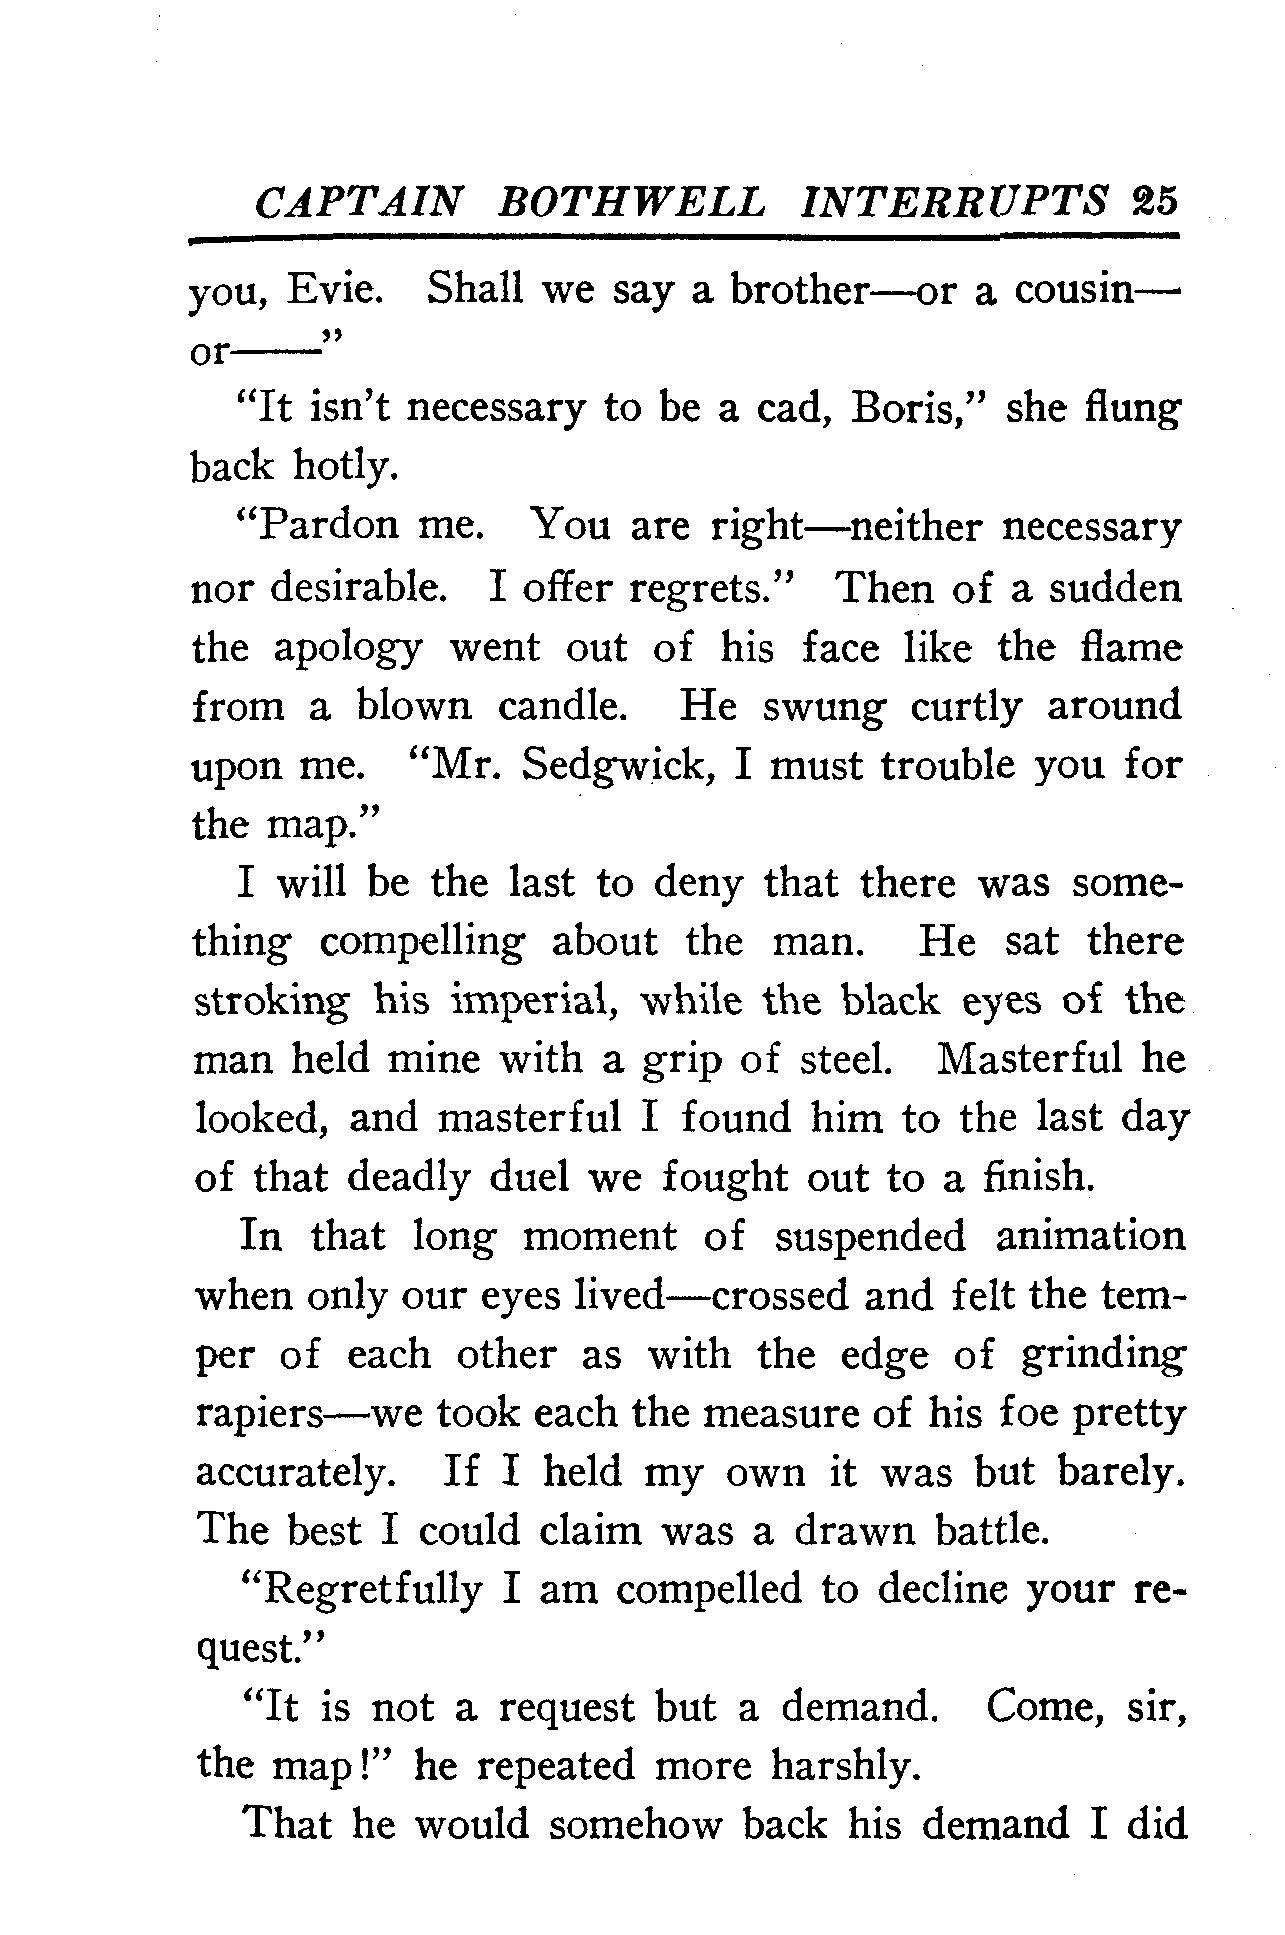 CAPTAIN BOTHWELL INTERRUPTS 25
you, Evie. Shall we say a brother—or a cousin—
or——"
"It isn't necessary to be a cad, Boris," she flung
back hotly.
"Pardon me. You are right—neither necessary
nor desirable. I offer regrets." Then of a sudden
the apology went out of his face like the flame
from a blown candle. He swung curtly around
upon me. "Mr. Sedgwick, I must trouble you for
the map."
I will be the last to deny that there was some-
thing compelling about the man. He sat there
stroking his imperial, while the black eyes of the
man held mine with a grip of steel. Masterful he
looked, and masterful I found him to the last day
of that deadly duel we fought out to a finish.
In that long moment of suspended animation
when only our eyes lived—crossed and felt the tem-
per of each other as with the edge of grinding
rapiers—we took each the measure of his foe pretty
accurately. If I held my own it was but barely.
The best I could claim was a drawn battle.
"Regretfully I am compelled to decline your re-
quest."
"It is not a request but a demand. Come, sir,
the map!" he repeated more harshly.
That he would somehow back his demand I did